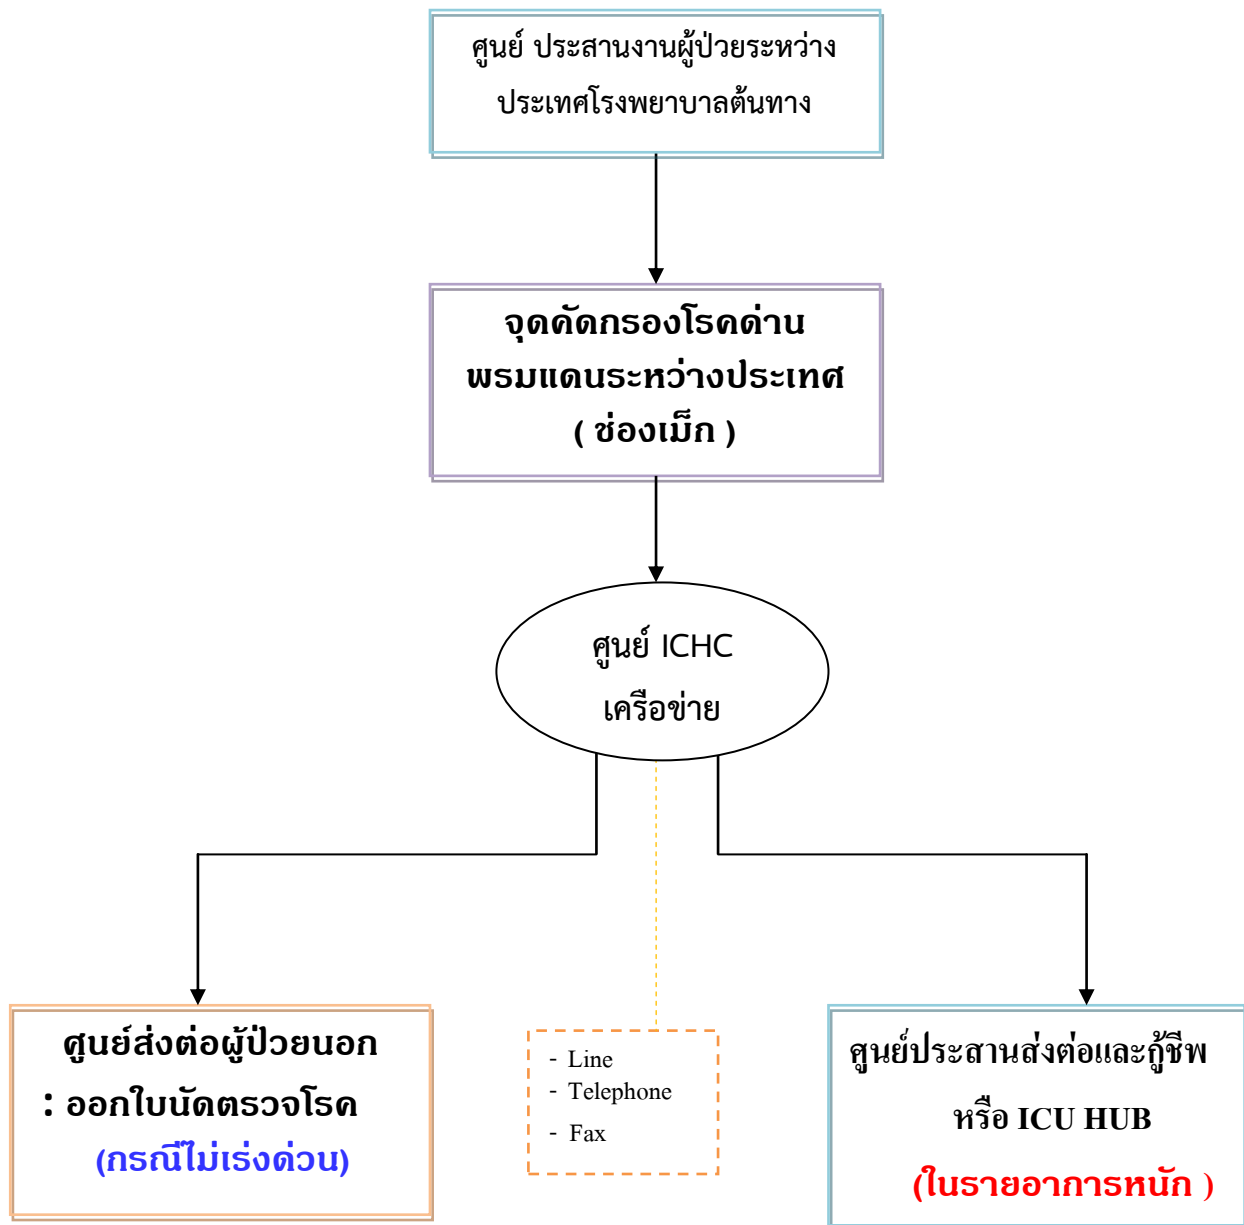 ศูนย์ ประสานงานผู้ป่วยระหว่าง
ประเทศโรงพยาบาลต้นทาง
จุดคัดกรองโรคด่าน
พรมแดนระหว่างประเทศ
( ช่องเม็ก )
ศูนย์ ICHC
เครือข่าย
ศูนย์ส่งต่อผู้ป่วยนอก
: ออกใบนัดตรวจโรค
(กรณีไม่เร่งด่วน)
- Line
- Telephone
- Fax
ศูนย์ประสานส่งต่อและกู้ชีพ
หรือ ICU HUB
(ในรายอาการหนัก )